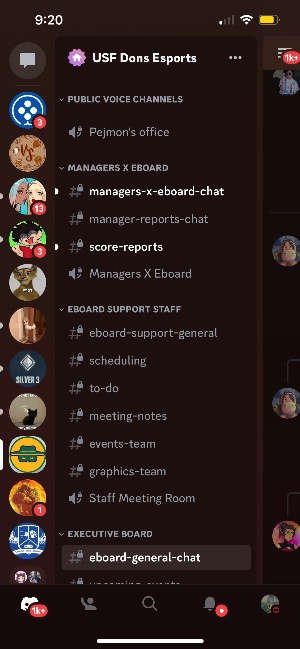 9:20
USF Dons Esports
1k+
PUBLIC VOICE CHANNELS
3
Pejmon's office
MANAGERS X EBOARD
managers-x-eboard-chat
13
manager-reports-chat
score-reports
3
Managers X Eboard
EBOARD SUPPORT STAFF
eboard-support-general
scheduling
SILVER 3
to-do
meeting-notes
events-team
graphics-team
Staff Meeting Room
1
EXECUTIVE BOARD
eboard-general-chat
upcoming-events
1k+